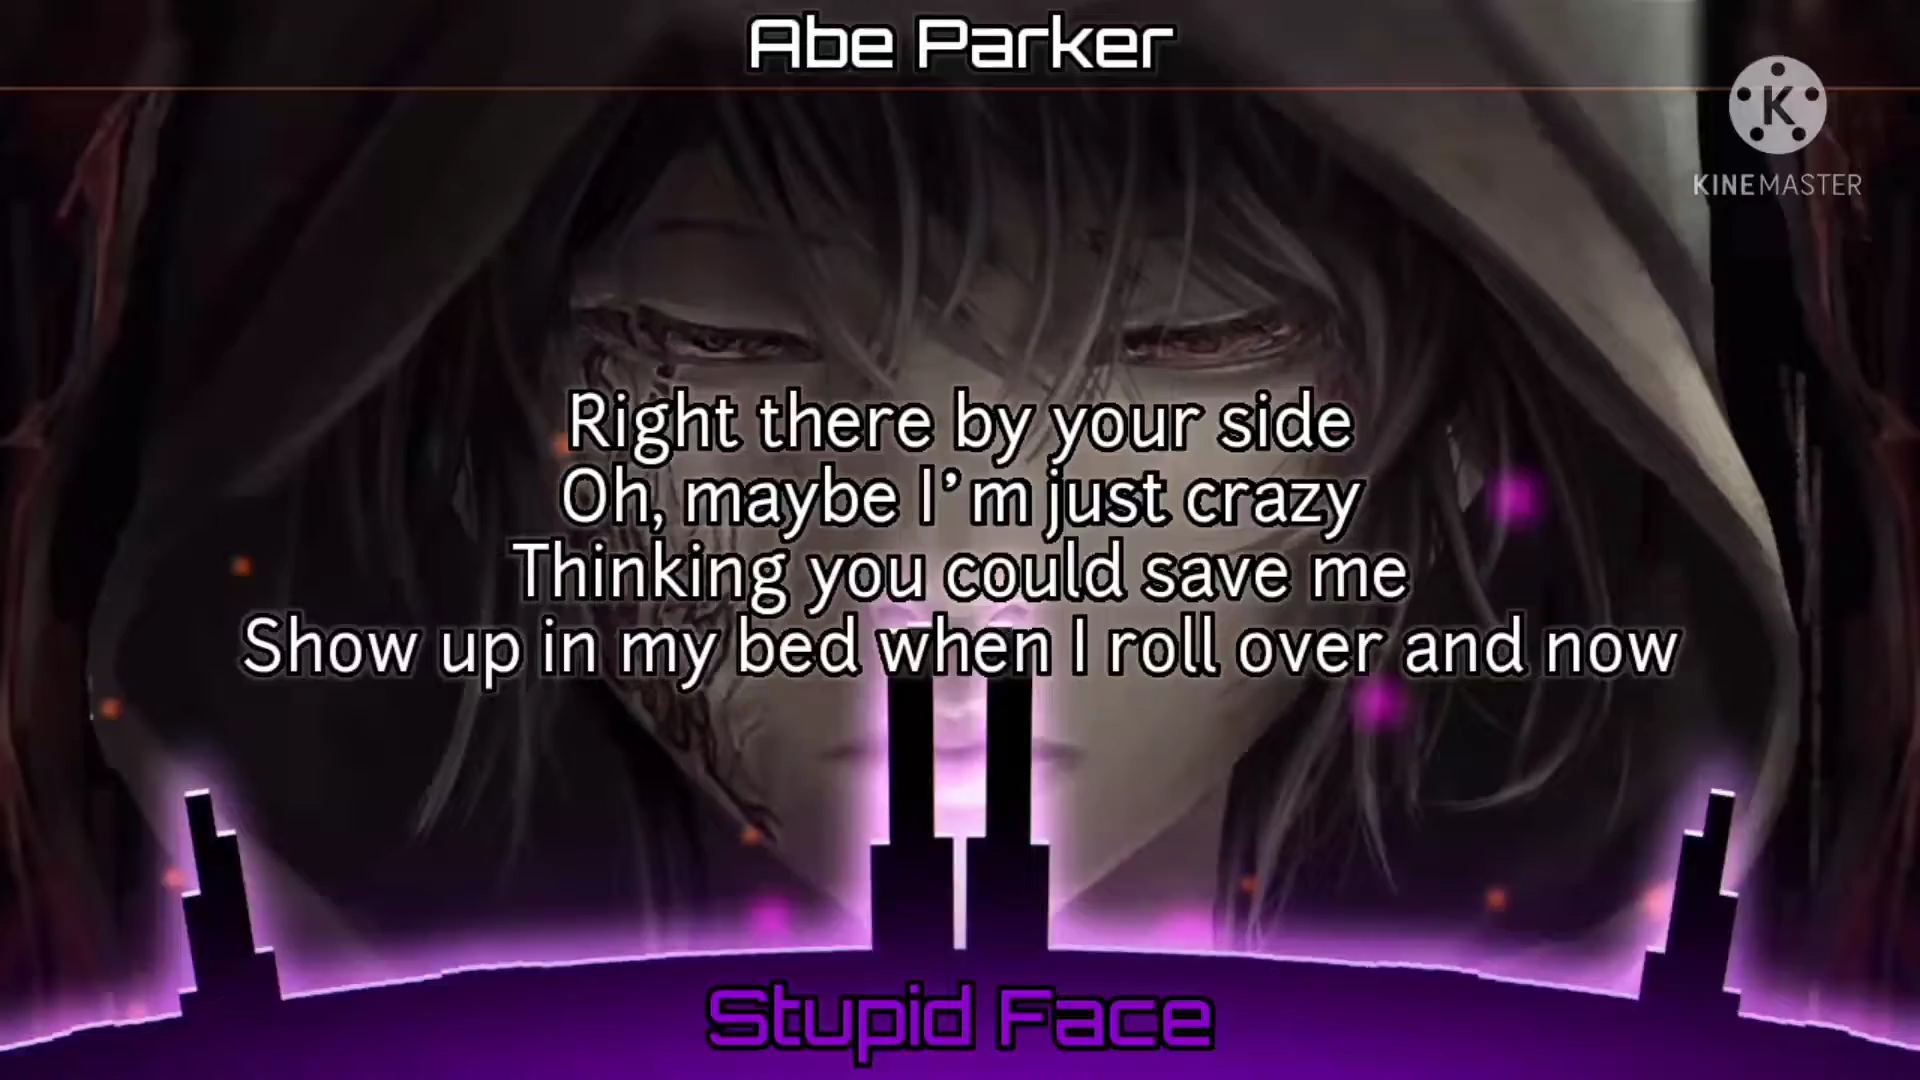 Abe Parker
K
KINEMASTER
Right there by your side
Oh, maybe I'm just crazy
Thinking you could save me
Show up in my bed when I roll over and now
Stupid Face